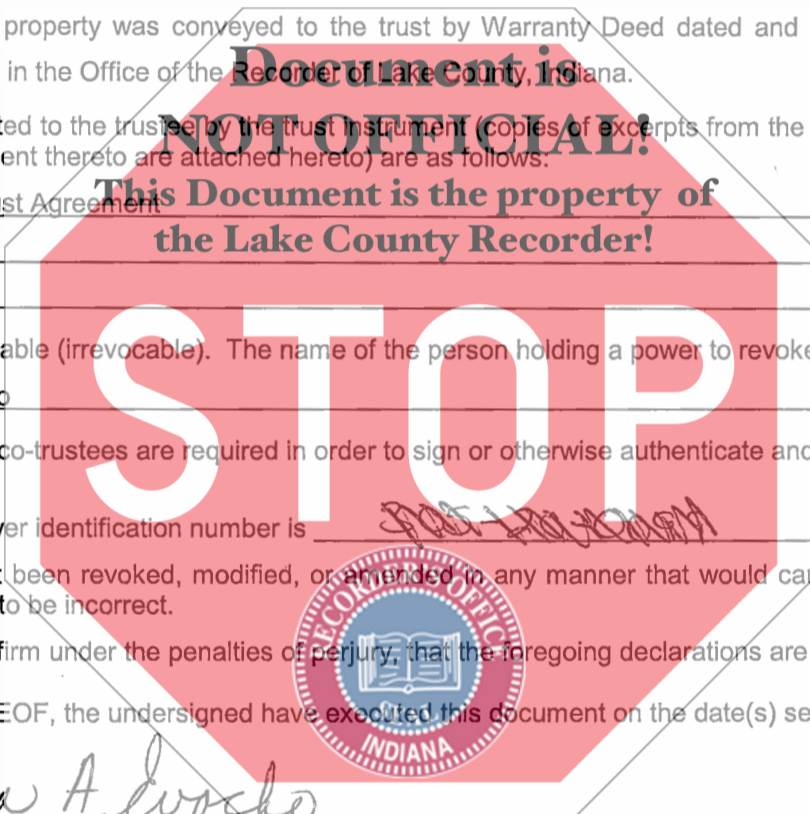 property was conveyed to the trust by Warranty Deed dated and
Document is
in the Office of the Recorder of Lake County, Indiana.
NOT OFFICIAL!
ted to the trustee by the trust instrument (copies of excerpts from the
ent thereto are attached hereto) are as follows:
This Document is the property of
st Agreement
the Lake County Recorder!
STOP
able (irrevocable). The name of the person holding a power to revoke
co-trustees are required in order to sign or otherwise authenticate and
er identification number is
been revoked, modified, or amended in any manner that would ca
to be incorrect.
RECORDER'S OFFICE
firm under the penalties of perjury, that the foregoing declarations are
EOF, the undersigned have executed this document on the date(s) se
INDIANA
A.